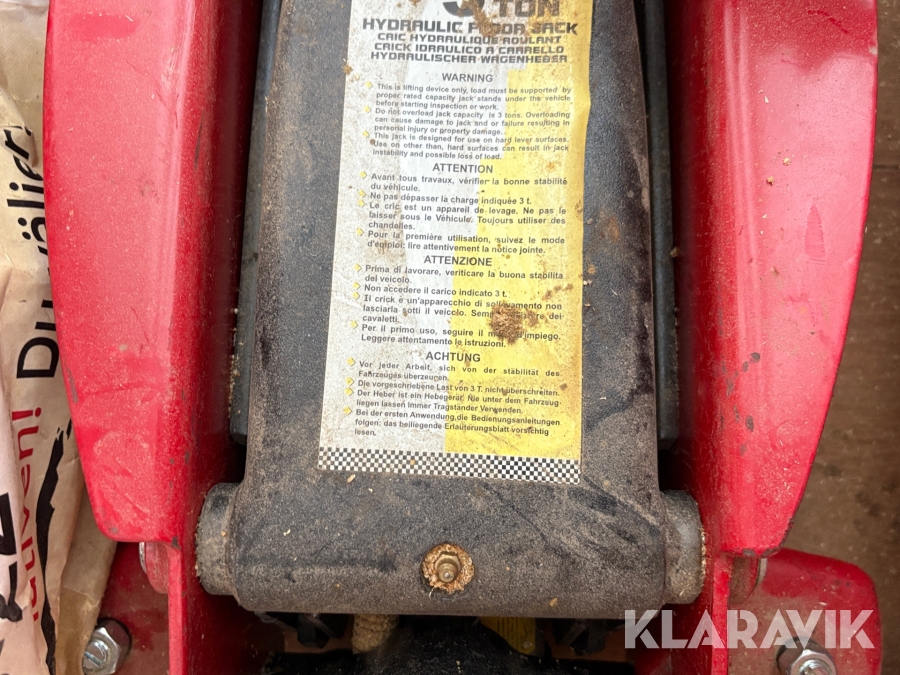 TON
HYDRAULIC FLOOR JACK
CRIC HYDRAULIQUE ROULANT
CRICK IDRAULICO A CARRELLO
HYDRAULISCHER WAGENHEBER
WARNING
This is lifting device only, load must be supported by
proper rated capacity jack stands under the vehicle
before starting inspection or work.
Do not overload jack capacity is 3 tons. Overloading
can cause damage to jack and or failure resulting in
personal injury or property damage.
This jack is designed for use on hard lever surfaces.
Use on other than, hard surfaces can result in jack
instability and possible loss of load.
ATTENTION
Avant tous travaux, vérifier la bonne stabilité
du véhicule.
Ne pas dépasser la charge indiquée 3 t.
Le cric est un appareil de levage. Ne pas le
laisser sous le Véhicule. Toujours utiliser des
chandelles.
Pour la première utilisation, suivez le mode
d'emploi: lire attentivement la notice jointe.
ATTENZIONE
Prima di lavorare, verificare la buona stabilita
del veicolo.
Non accedere il carico indicato 3 t.
Il crick è un'apparecchio di sollevamento non
lasciarla sotti il veicolo. dei
cavaletti.
Per il primo uso, seguire il d'impiego.
Leggere attentamente le istruzioni.
ACHTUNG
Vor jeder Arbeit, sich von der stabilität des
Fahrzeuges überzeugen.
Die vorgeschriebene Last von 3 T. nicht überschreiten.
Der Heber ist ein Hebegerät. Nie unter dem Fahrzeug-
liegen lassen Immer Tragständer Verwenden.
Bei der ersten Anwendung,die Bedienungsanleitungen
folgen; das beiliegende Erlauterungsblatt vorsichtig
lesen.
KLARAVIK